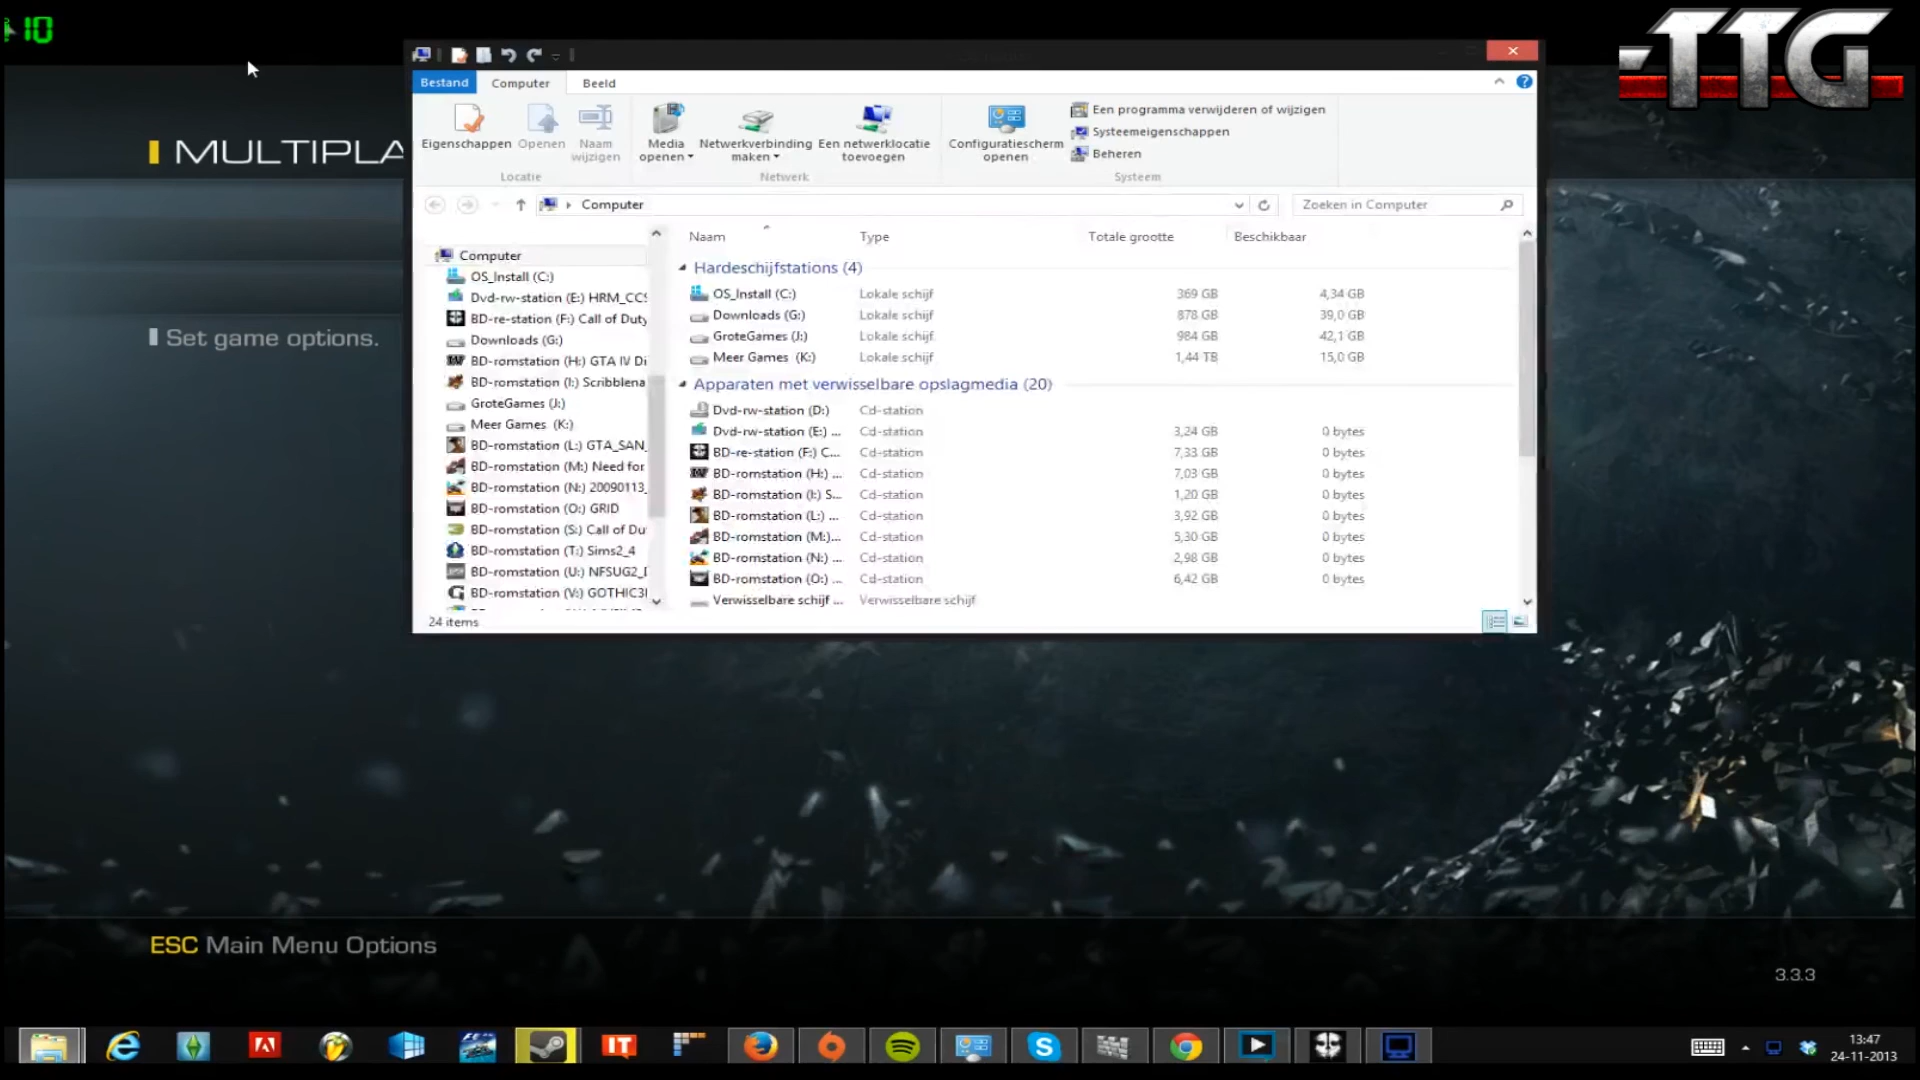 10
TTG
Bestand Computer Beeld
Eigenschappen Openen Naam wijzigen
Media openen Netwerkverbinding maken Een netwerklocatie toevoegen
Configuratiescherm openen
Een programma verwijderen of wijzigen
Systeemeigenschappen
Beheren
Locatie Netwerk Systeem
MULTIPLA
Set game options.
Computer
Zoeken in Computer
Computer
OS_Install (C:)
Dvd-rw-station (E:) HRM_CCS
BD-re-station (F:) Call of Duty
Downloads (G:)
BD-romstation (H:) GTA IV Di
BD-romstation (I:) Scribblena
GroteGames (J:)
Meer Games (K:)
BD-romstation (L:) GTA_SAN_
BD-romstation (M:) Need for
BD-romstation (N:) 20090113_
BD-romstation (O:) GRID
BD-romstation (S:) Call of Du
BD-romstation (T:) Sims2_4
BD-romstation (U:) NFSUG2_
BD-romstation (V:) GOTHIC3
Naam Type Totale grootte Beschikbaar
Hardeschijfstations (4)
OS_Install (C:) Lokale schijf 369 GB 4,34 GB
Downloads (G:) Lokale schijf 878 GB 39,0 GB
GroteGames (J:) Lokale schijf 984 GB 42,1 GB
Meer Games (K:) Lokale schijf 1,44 TB 15,0 GB
Apparaten met verwisselbare opslagmedia (20)
Dvd-rw-station (D:) Cd-station
Dvd-rw-station (E:) ... Cd-station 3,24 GB 0 bytes
BD-re-station (F:) C... Cd-station 7,33 GB 0 bytes
BD-romstation (H:) ... Cd-station 7,03 GB 0 bytes
BD-romstation (I:) S... Cd-station 1,20 GB 0 bytes
BD-romstation (L:) ... Cd-station 3,92 GB 0 bytes
BD-romstation (M:)... Cd-station 5,30 GB 0 bytes
BD-romstation (N:) ... Cd-station 2,98 GB 0 bytes
BD-romstation (O:) ... Cd-station 6,42 GB 0 bytes
Verwisselbare schijf ... Verwisselbare schijf
24 items
ESC Main Menu Options
3.3.3
IT
13:47
24-11-2013